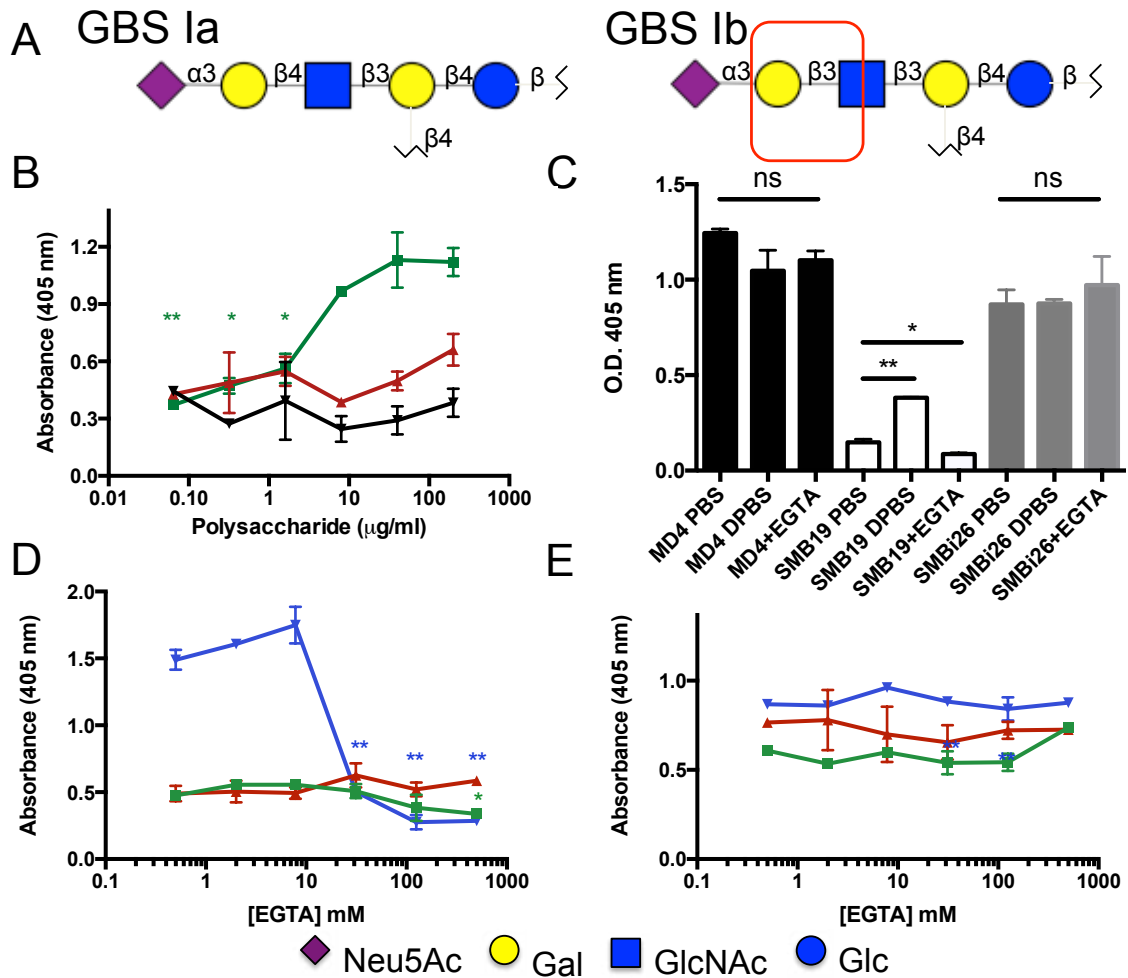 A GBS Ia
α3 β4 β3 β4 β
β4
GBS Ib
α3 β3 β3 β4 β
β4
B
Absorbance (405 nm)
1.2
0.9
0.6
0.3
0.0
** * *
0.01 0.10 1 10 100 1000
Polysaccharide (μg/ml)
C
O.D. 405 nm
1.5
1.0
0.5
0.0
ns
*
**
ns
MD4 PBS
MD4 DPBS
MD4+EGTA
SMB19 PBS
SMB19 DPBS
SMB19+EGTA
SMBi26 PBS
SMBi26 DPBS
SMBi26+EGTA
D
Absorbance (405 nm)
2.0
1.5
1.0
0.5
0.0
** ** **
*
0.1 1 10 100 1000
[EGTA] mM
E
Absorbance (405 nm)
1.0
0.5
0.0
** **
0.1 1 10 100 1000
[EGTA] mM
Neu5Ac Gal GlcNAc Glc